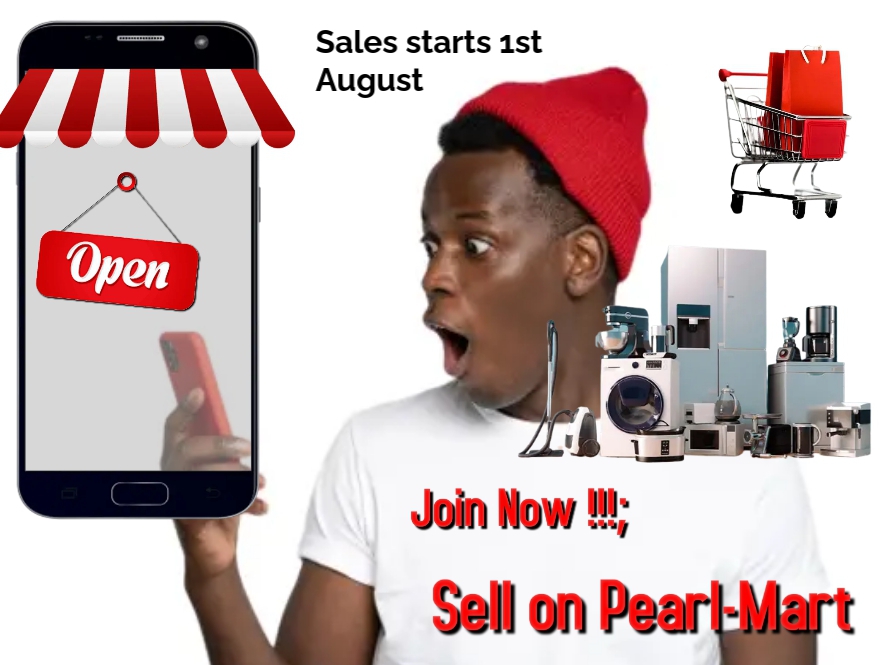 Sales starts 1st
August
Open
Join Now !!!;
Sell on Pearl-Mart